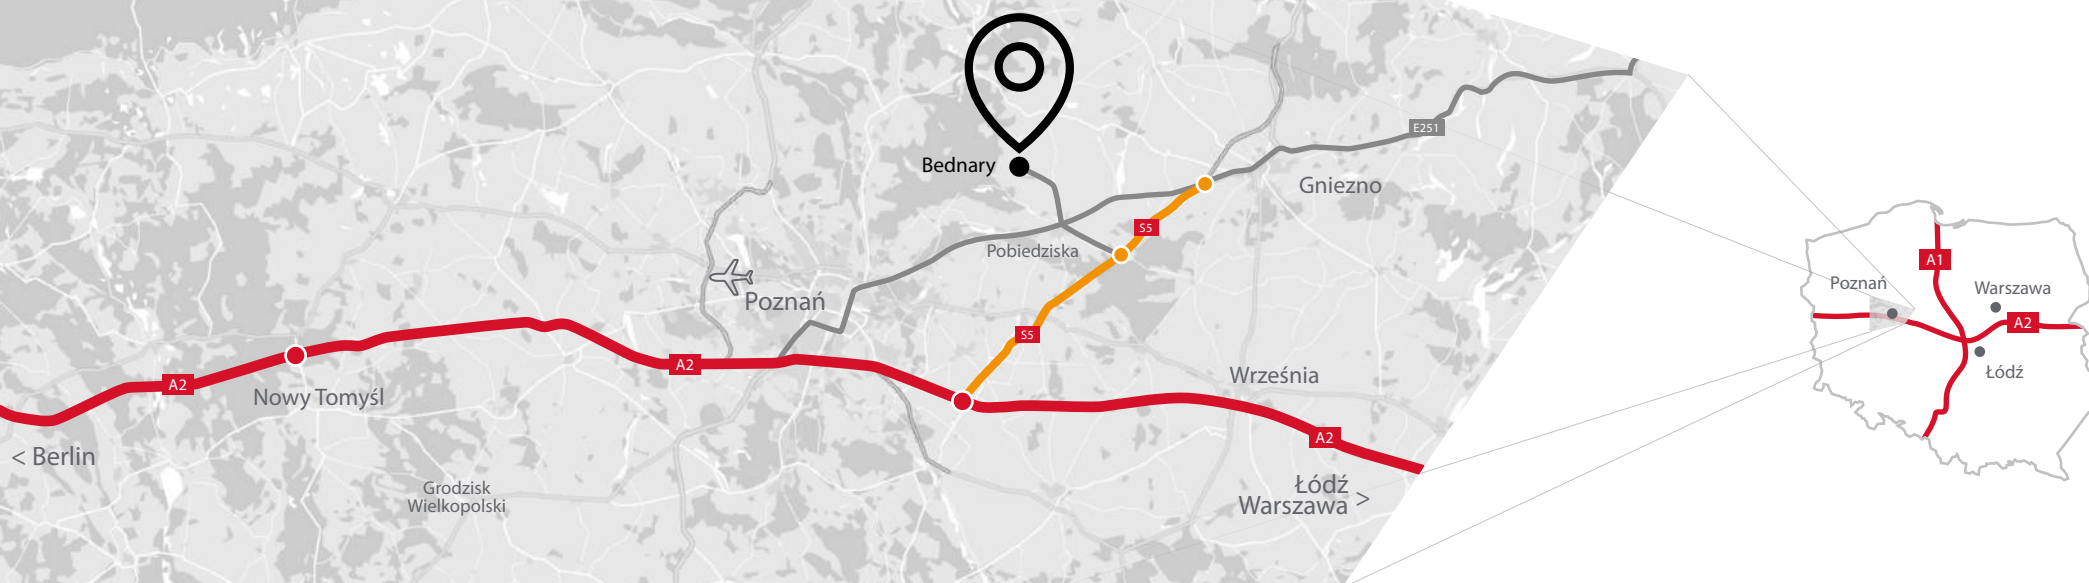 Bednary
E251
Gniezno
S5
Pobiedziska
Poznań
S5
A2
A2
Nowy Tomyśl
Września
A2
< Berlin
Grodzisk
Wielkopolski
Łódź
Warszawa >
A1
Poznań
Warszawa
A2
Łódź